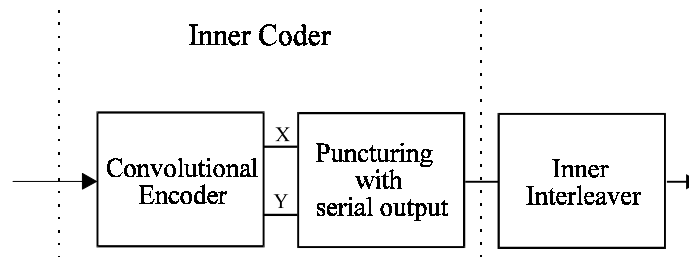 Inner Coder
Convolutional
Encoder
X
Y
Puncturing
with
serial output
Inner
Interleaver